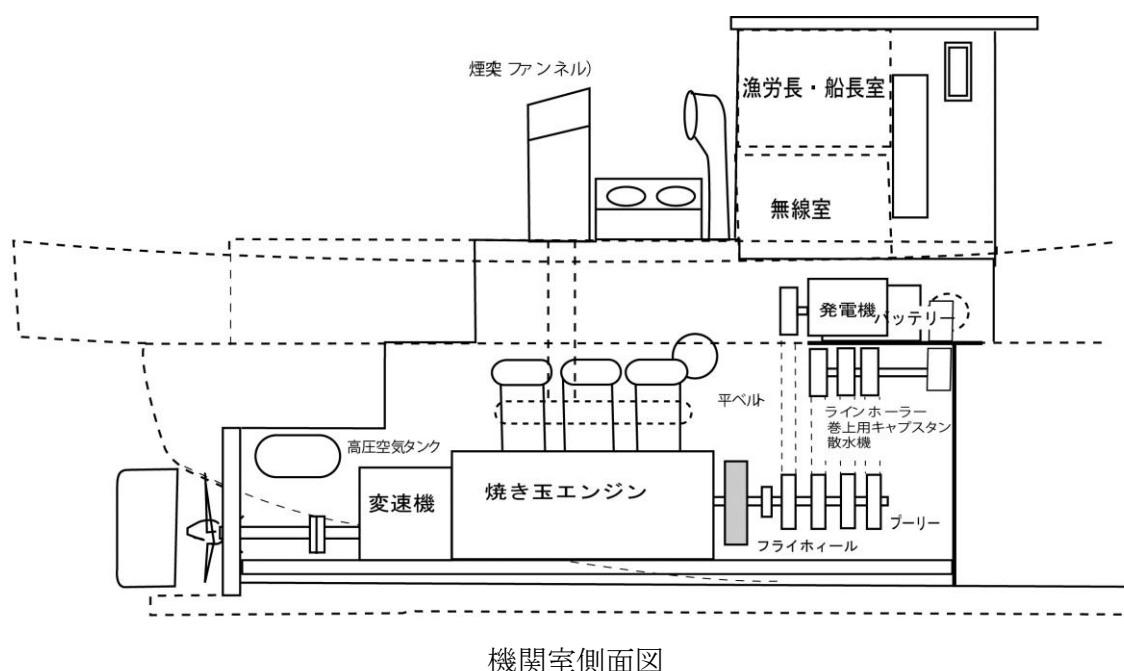 煙突 ファンネル)
漁労長・船長室
無線室
発電機
バッテリー
平ベルト
ラインホーラー
巻上用キャプスタン
散水機
高圧空気タンク
変速機
焼き玉エンジン
プーリー
フライホィール
機関室側面図